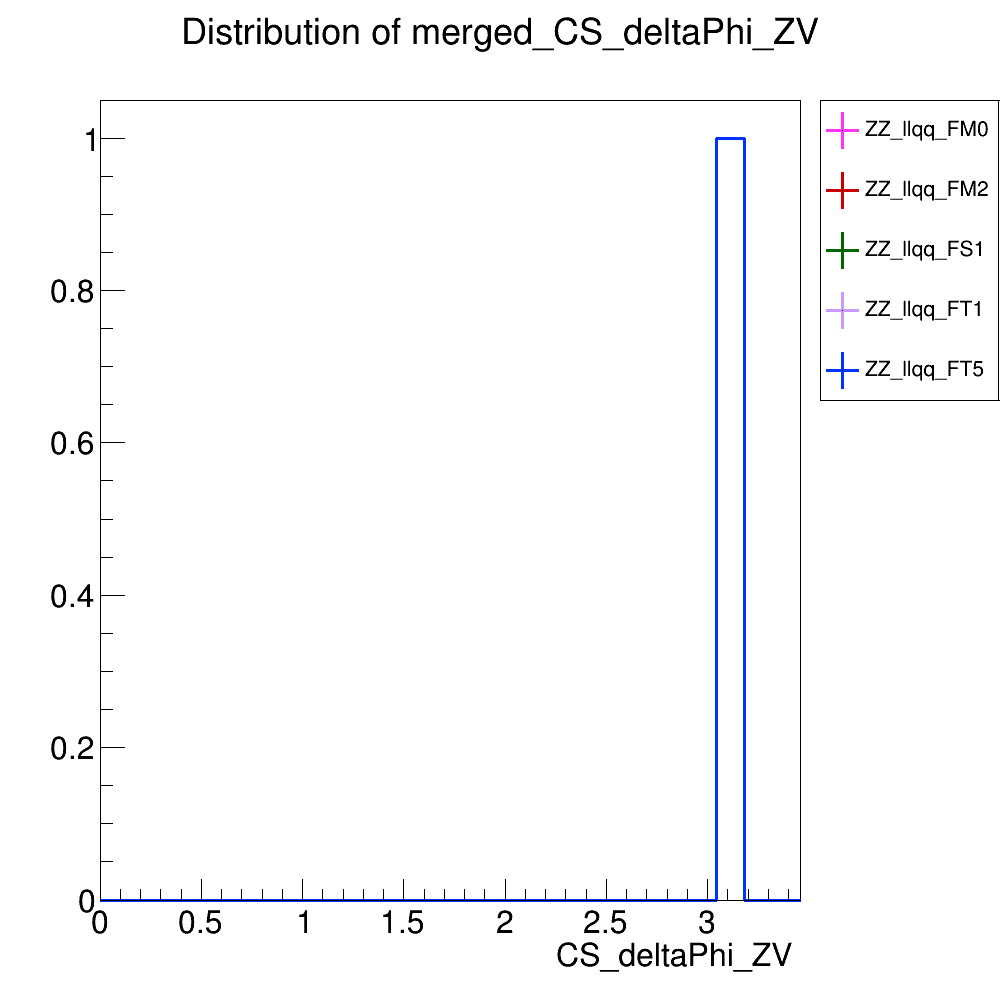 Distribution of merged_CS_deltaPhi_ZV
ZZ_llqq_FM0
ZZ_llqq_FM2
ZZ_llqq_FS1
ZZ_llqq_FT1
ZZ_llqq_FT5
1
0.8
0.6
0.4
0.2
0
0 0.5 1 1.5 2 2.5 3
CS_deltaPhi_ZV